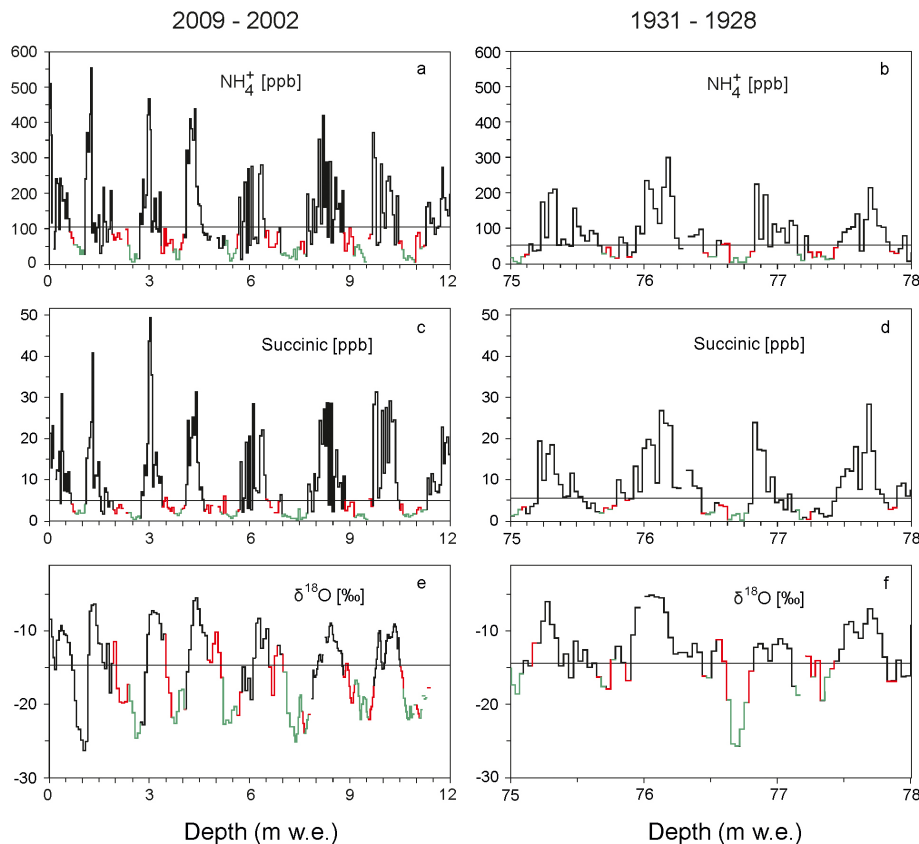 2009 - 2002
1931 - 1928
a
NH4+ [ppb]
600
500
400
300
200
100
0
0 3 6 9 12
b
NH4+ [ppb]
600
500
400
300
200
100
0
75 76 77 78
c
Succinic [ppb]
50
40
30
20
10
0
0 3 6 9 12
d
Succinic [ppb]
50
40
30
20
10
0
75 76 77 78
e
δ18O [‰]
-10
-20
-30
0 3 6 9 12
Depth (m w.e.)
f
δ18O [‰]
-10
-20
-30
75 76 77 78
Depth (m w.e.)